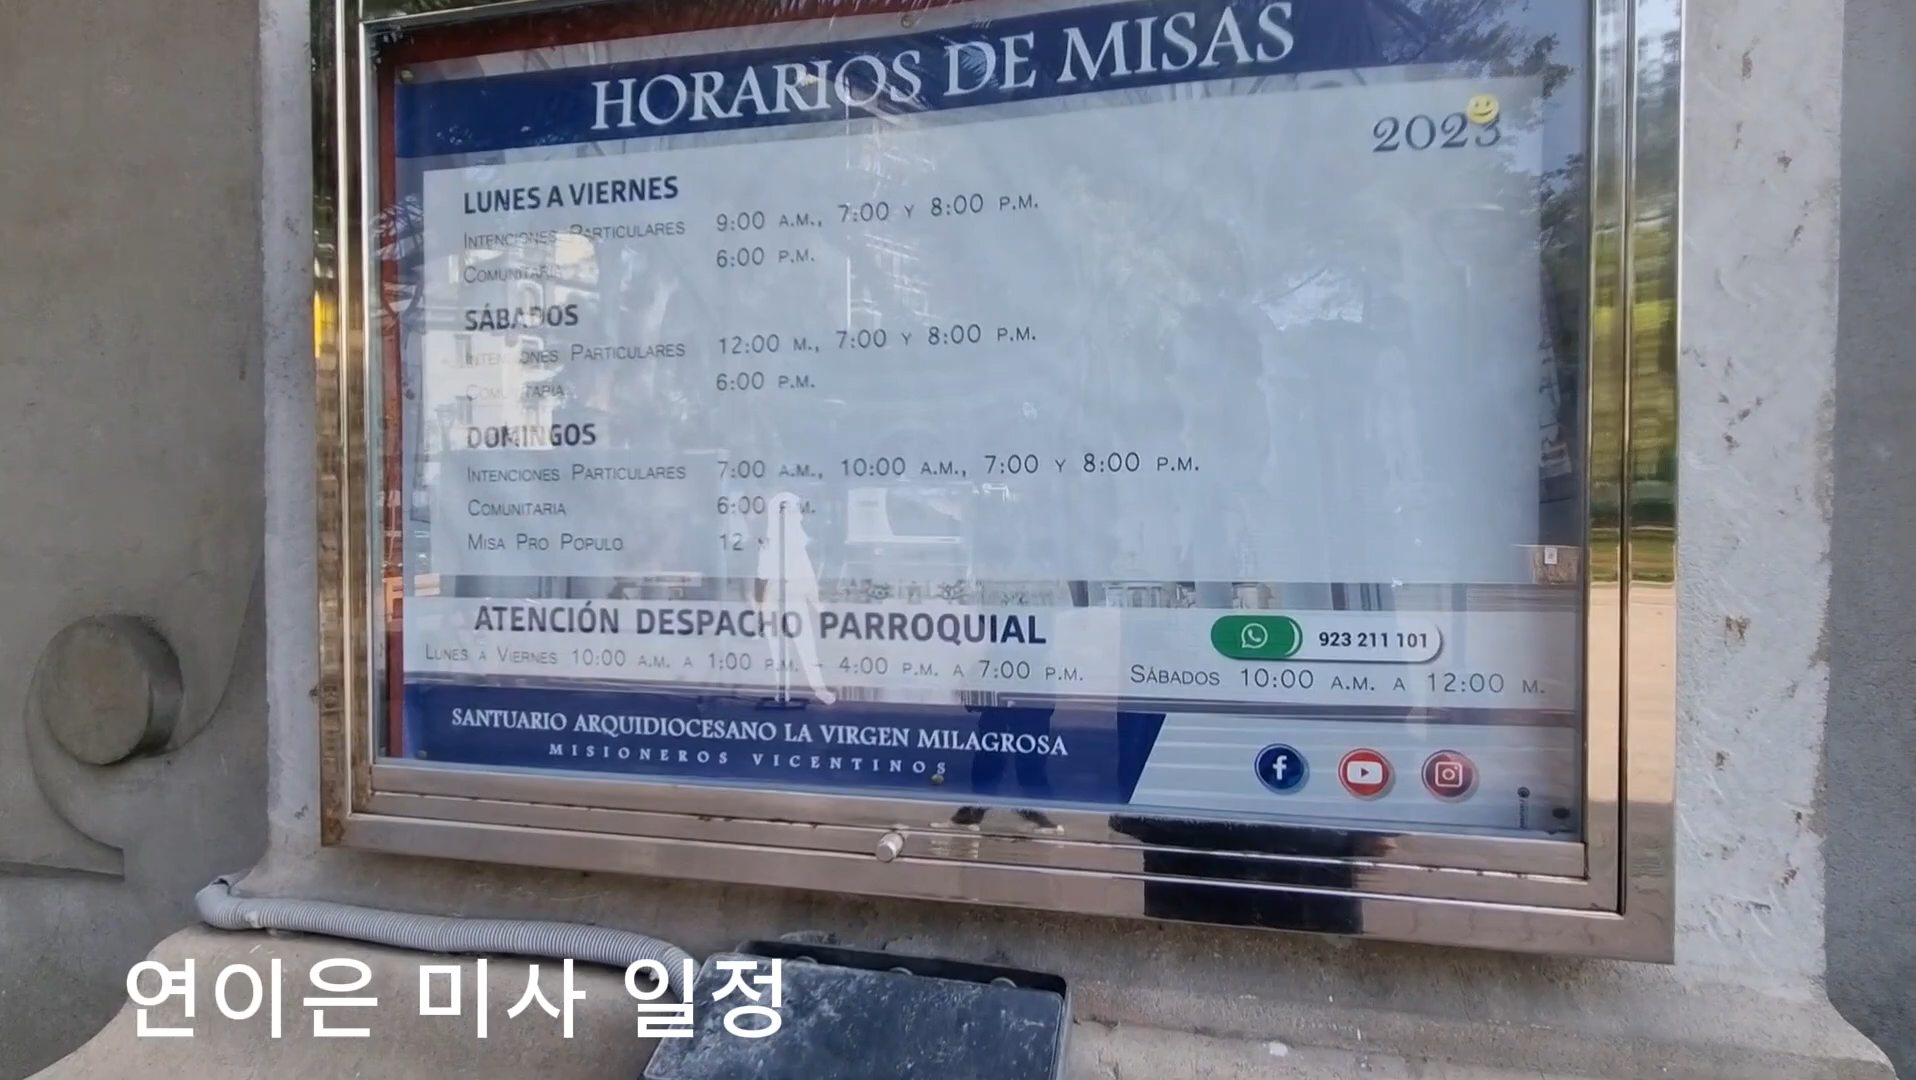 HORARIOS DE MISAS
2023
LUNES A VIERNES
INTENCIONES PARTICULARES 9:00 A.M., 7:00 Y 8:00 P.M.
COMUNITARIA 6:00 P.M.
SÁBADOS
INTENCIONES PARTICULARES 12:00 M., 7:00 Y 8:00 P.M.
COMUNITARIA 6:00 P.M.
DOMINGOS
INTENCIONES PARTICULARES 7:00 A.M., 10:00 A.M., 7:00 Y 8:00 P.M.
COMUNITARIA 6:00 P.M.
MISA PRO POPULO 12 M
ATENCIÓN DESPACHO PARROQUIAL
923 211 101
LUNES A VIERNES 10:00 A.M. A 1:00 P.M. - 4:00 P.M. A 7:00 P.M. SÁBADOS 10:00 A.M. A 12:00 M.
SANTUARIO ARQUIDIOCESANO LA VIRGEN MILAGROSA
MISIONEROS VICENTINOS
연이은 미사 일정